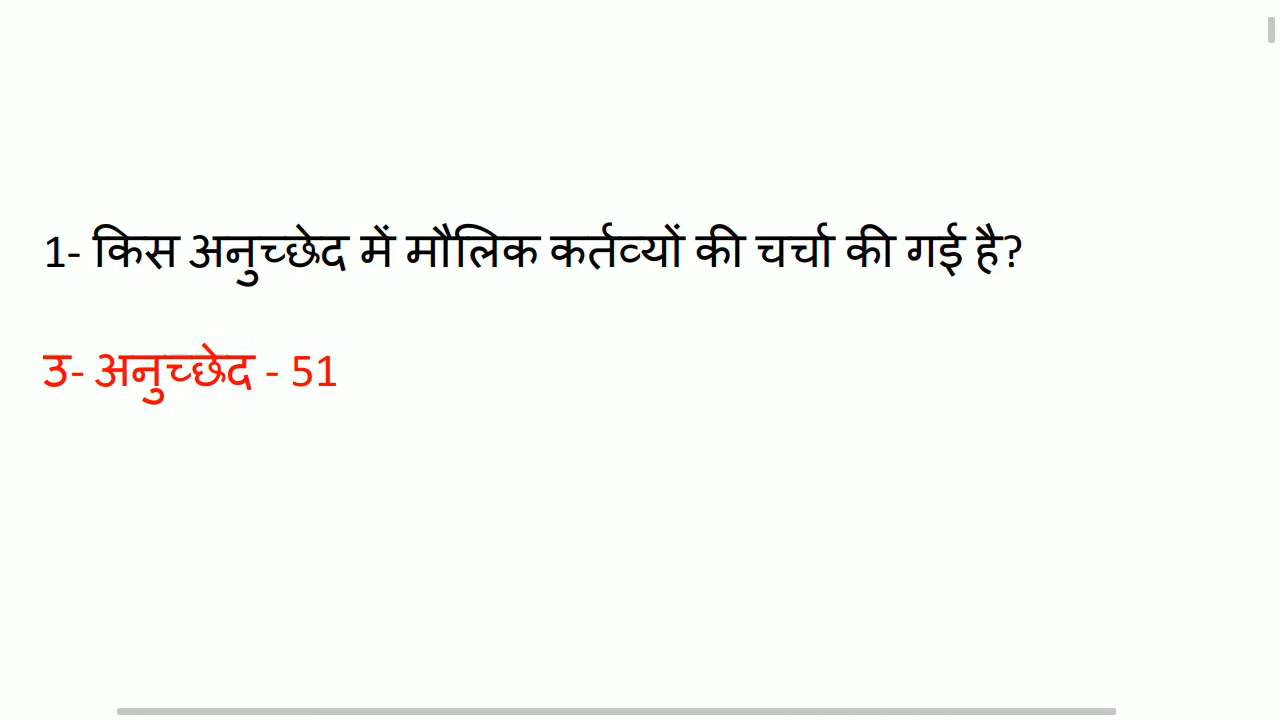 1- किस अनुच्छेद में मौलिक कर्तव्यों की चर्चा की गई है?
उ- अनुच्छेद - 51